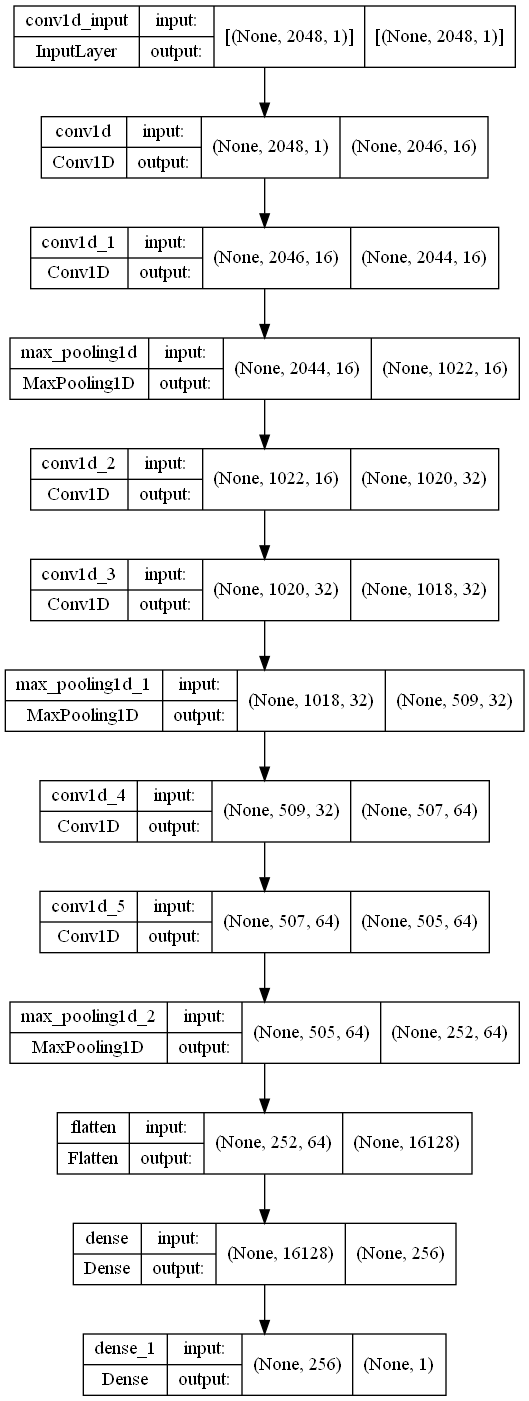 conv1d_input input: [(None, 2048, 1)] [(None, 2048, 1)]
InputLayer output:
conv1d input: (None, 2048, 1) (None, 2046, 16)
Conv1D output:
conv1d_1 input: (None, 2046, 16) (None, 2044, 16)
Conv1D output:
max_pooling1d input: (None, 2044, 16) (None, 1022, 16)
MaxPooling1D output:
conv1d_2 input: (None, 1022, 16) (None, 1020, 32)
Conv1D output:
conv1d_3 input: (None, 1020, 32) (None, 1018, 32)
Conv1D output:
max_pooling1d_1 input: (None, 1018, 32) (None, 509, 32)
MaxPooling1D output:
conv1d_4 input: (None, 509, 32) (None, 507, 64)
Conv1D output:
conv1d_5 input: (None, 507, 64) (None, 505, 64)
Conv1D output:
max_pooling1d_2 input: (None, 505, 64) (None, 252, 64)
MaxPooling1D output:
flatten input: (None, 252, 64) (None, 16128)
Flatten output:
dense input: (None, 16128) (None, 256)
Dense output:
dense_1 input: (None, 256) (None, 1)
Dense output: